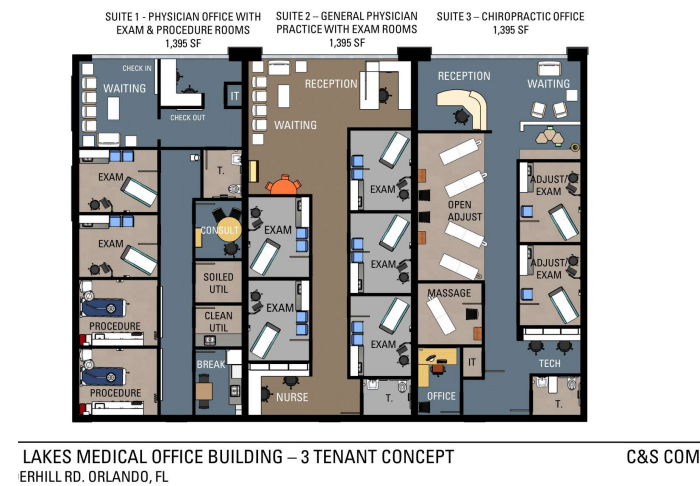 SUITE 1 - PHYSICIAN OFFICE WITH
EXAM & PROCEDURE ROOMS
1,395 SF
SUITE 2 – GENERAL PHYSICIAN
PRACTICE WITH EXAM ROOMS
1,395 SF
SUITE 3 – CHIROPRACTIC OFFICE
1,395 SF
CHECK IN
WAITING
IT
CHECK OUT
EXAM
T.
CONSULT
EXAM
SOILED
UTIL
PROCEDURE
CLEAN
UTIL
BREAK
PROCEDURE
RECEPTION
WAITING
EXAM
EXAM
EXAM
EXAM
EXAM
NURSE
T.
RECEPTION
WAITING
ADJUST/
EXAM
OPEN
ADJUST
ADJUST/
EXAM
MASSAGE
IT
TECH
OFFICE
T.
LAKES MEDICAL OFFICE BUILDING – 3 TENANT CONCEPT
C&S COM
ERHILL RD. ORLANDO, FL